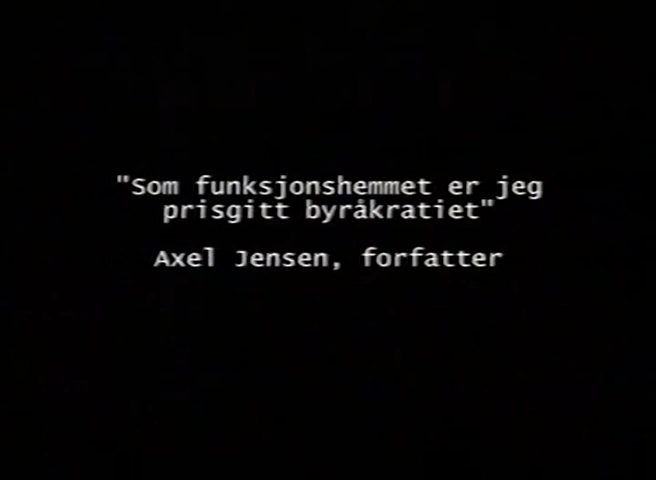 "Som funksjonshemmet er jeg
prisgitt byråkratiet"
Axel Jensen, forfatter